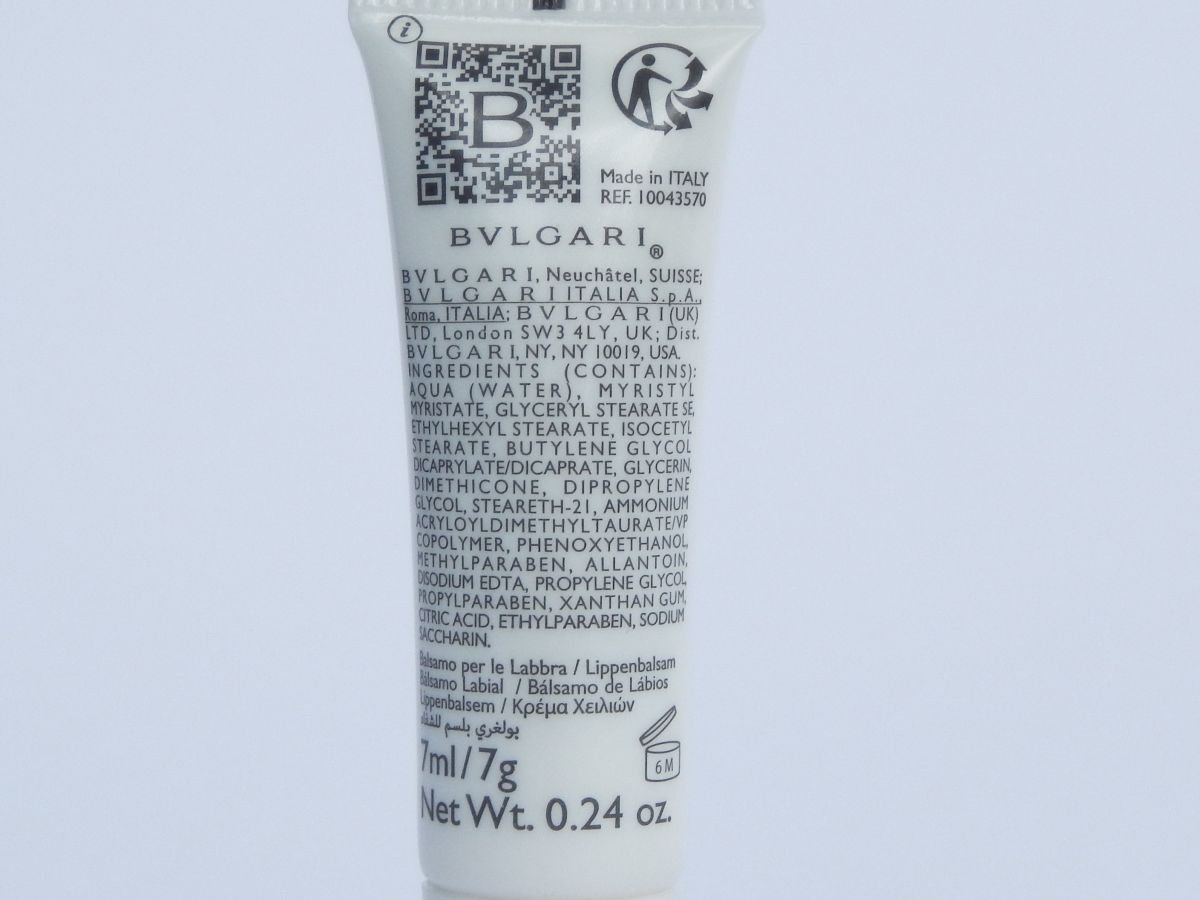 i
B
Made in ITALY
REF. 10043570
BVLGARI®
BVLGARI, Neuchâtel, SUISSE;
BVLGARI ITALIA S.p.A.,
Roma, ITALIA; BVLGARI (UK)
LTD, London SW3 4LY, UK; Dist.
BVLGARI, NY, NY 10019, USA.
INGREDIENTS (CONTAINS):
AQUA (WATER), MYRISTYL
MYRISTATE, GLYCERYL STEARATE SE,
ETHYLHEXYL STEARATE, ISOCETYL
STEARATE, BUTYLENE GLYCOL
DICAPRYLATE/DICAPRATE, GLYCERIN,
DIMETHICONE, DIPROPYLENE
GLYCOL, STEARETH-21, AMMONIUM
ACRYLOYLDIMETHYLTAURATE/VP
COPOLYMER, PHENOXYETHANOL,
METHYLPARABEN, ALLANTOIN,
DISODIUM EDTA, PROPYLENE GLYCOL,
PROPYLPARABEN, XANTHAN GUM,
CITRIC ACID, ETHYLPARABEN, SODIUM
SACCHARIN.
Balsamo per le Labbra / Lippenbalsam
Bálsamo Labial / Bálsamo de Lábios
Lippenbalsem / Κρέμα Χειλιών
بولغري بلسم للشفاه
7ml / 7g
6 M
Net Wt. 0.24 oz.